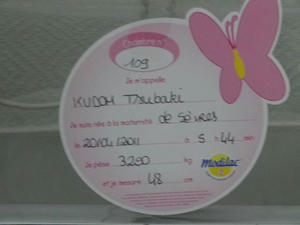 Chambre n°
109
Je m'appelle
KUDOH Tsubaki
Je suis née à la maternité de Sèvres
le 20/04/2011 à 5 h 44 min
Je pèse 3250 kg
Modilac
et je mesure 48 cm